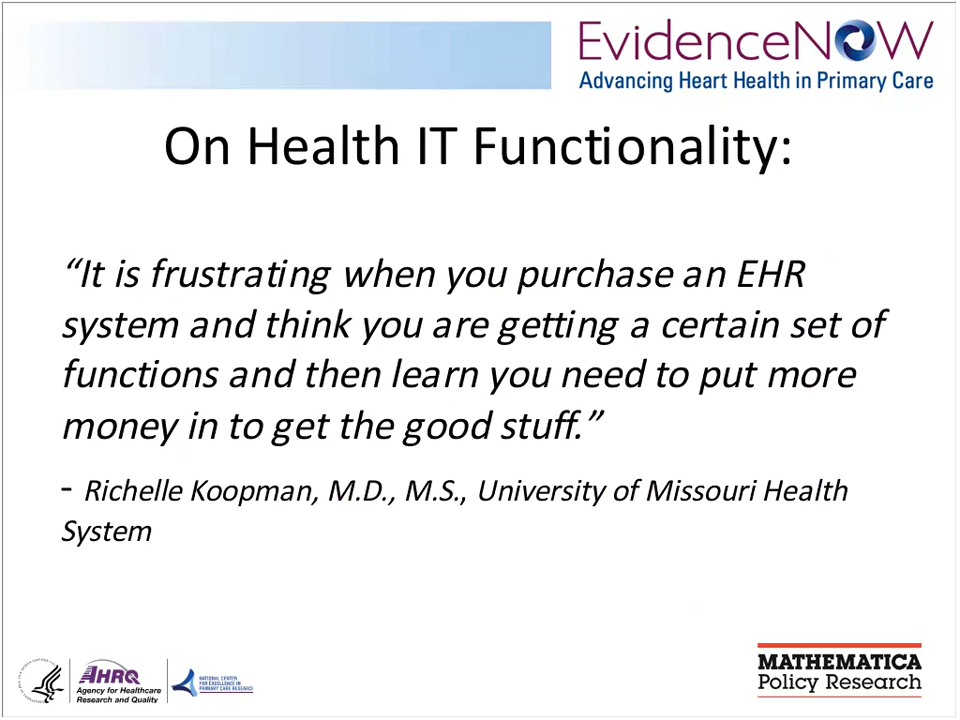 EvidenceNOW
Advancing Heart Health in Primary Care
On Health IT Functionality:
“It is frustrating when you purchase an EHR
system and think you are getting a certain set of
functions and then learn you need to put more
money in to get the good stuff.”
- Richelle Koopman, M.D., M.S., University of Missouri Health
System
AHRQ
Agency for Healthcare
Research and Quality
NATIONAL CENTER
FOR EXCELLENCE IN
PRIMARY CARE RESEARCH
MATHEMATICA
Policy Research